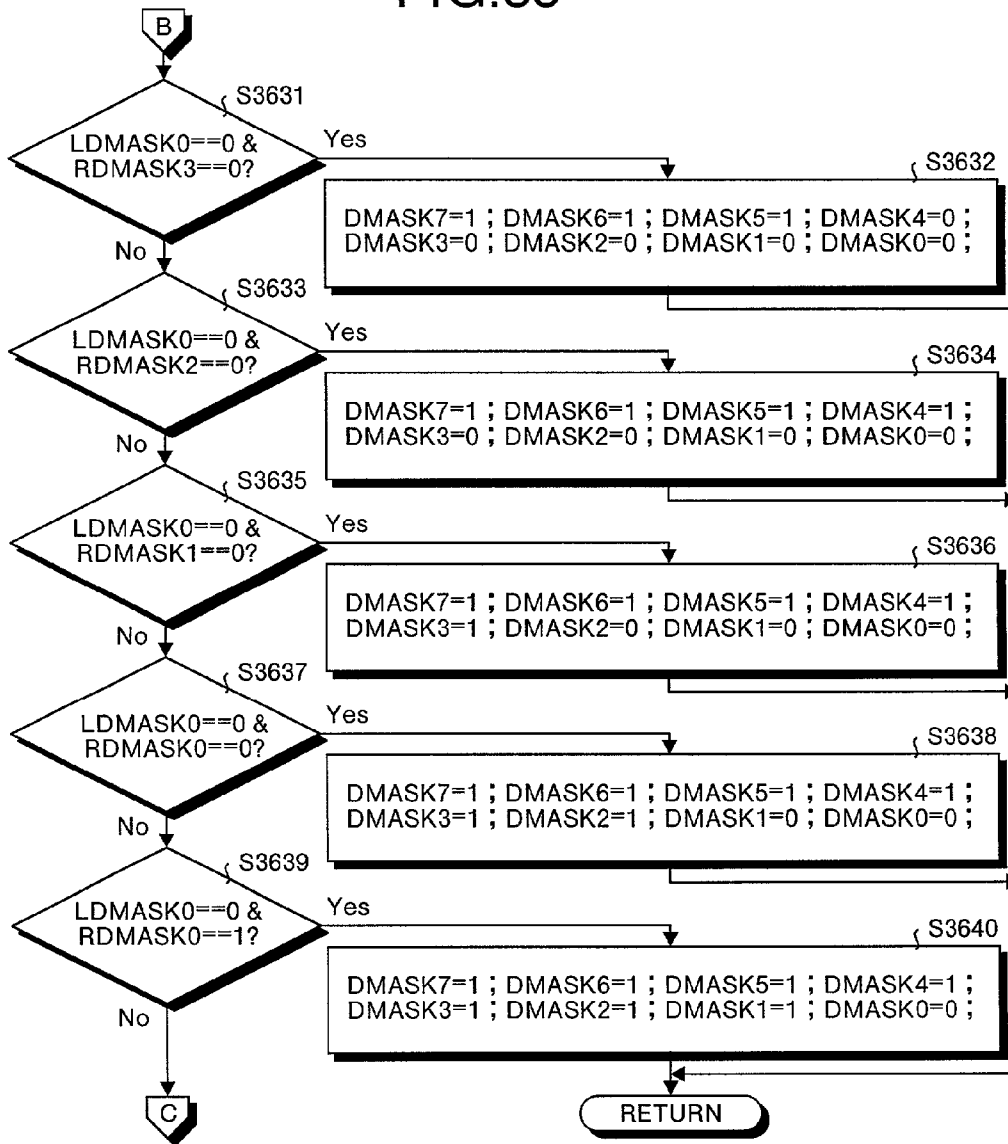 B
S3631
LDMASK0==0 &
RDMASK3==0?
Yes
No
S3632
DMASK7=1 ; DMASK6=1 ; DMASK5=1 ; DMASK4=0 ;
DMASK3=0 ; DMASK2=0 ; DMASK1=0 ; DMASK0=0 ;
S3633
LDMASK0==0 &
RDMASK2==0?
Yes
No
S3634
DMASK7=1 ; DMASK6=1 ; DMASK5=1 ; DMASK4=1 ;
DMASK3=0 ; DMASK2=0 ; DMASK1=0 ; DMASK0=0 ;
S3635
LDMASK0==0 &
RDMASK1==0?
Yes
No
S3636
DMASK7=1 ; DMASK6=1 ; DMASK5=1 ; DMASK4=1 ;
DMASK3=1 ; DMASK2=0 ; DMASK1=0 ; DMASK0=0 ;
S3637
LDMASK0==0 &
RDMASK0==0?
Yes
No
S3638
DMASK7=1 ; DMASK6=1 ; DMASK5=1 ; DMASK4=1 ;
DMASK3=1 ; DMASK2=1 ; DMASK1=0 ; DMASK0=0 ;
S3639
LDMASK0==0 &
RDMASK0==1?
Yes
No
S3640
DMASK7=1 ; DMASK6=1 ; DMASK5=1 ; DMASK4=1 ;
DMASK3=1 ; DMASK2=1 ; DMASK1=1 ; DMASK0=0 ;
C
RETURN